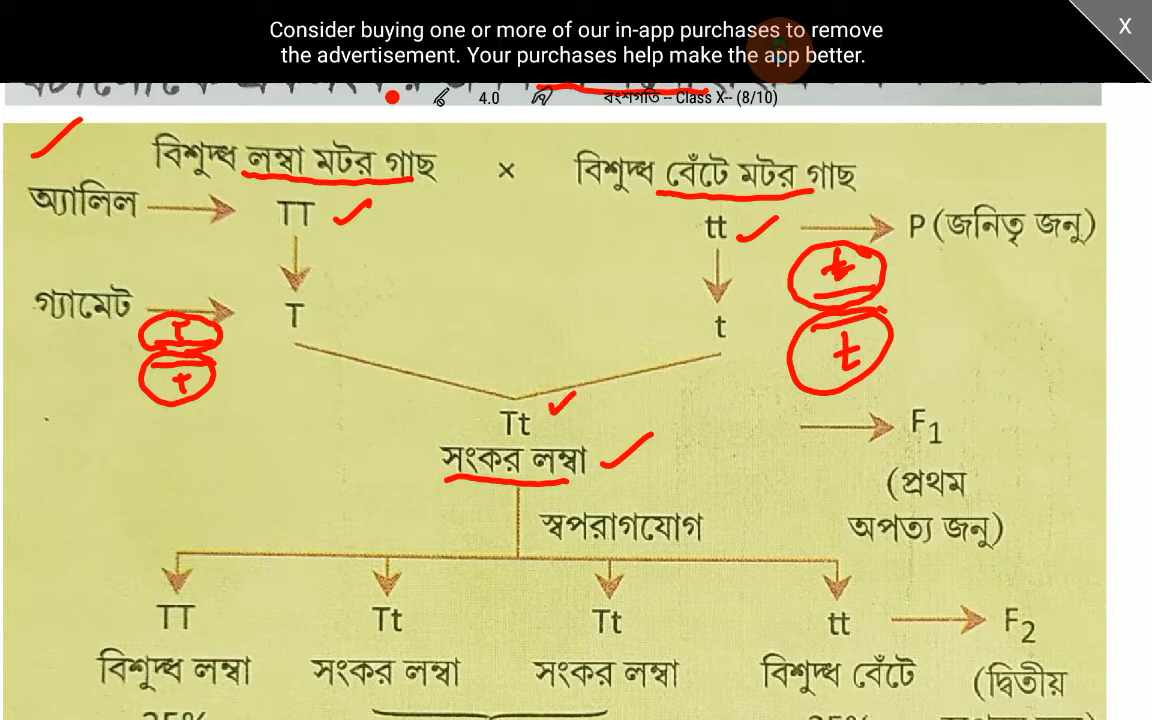 Consider buying one or more of our in-app purchases to remove
the advertisement. Your purchases help make the app better.
X
4.0 বংশগতি -- Class X-- (8/10)
বিশুদ্ধ লম্বা মটর গাছ × বিশুদ্ধ বেঁটে মটর গাছ
অ্যালিল TT tt P (জনিতৃ জনু)
গ্যামেট T t
T
t
T
t
Tt F₁
সংকর লম্বা (প্রথম
স্বপরাগযোগ অপত্য জনু)
TT Tt Tt tt F₂
বিশুদ্ধ লম্বা সংকর লম্বা সংকর লম্বা বিশুদ্ধ বেঁটে (দ্বিতীয়